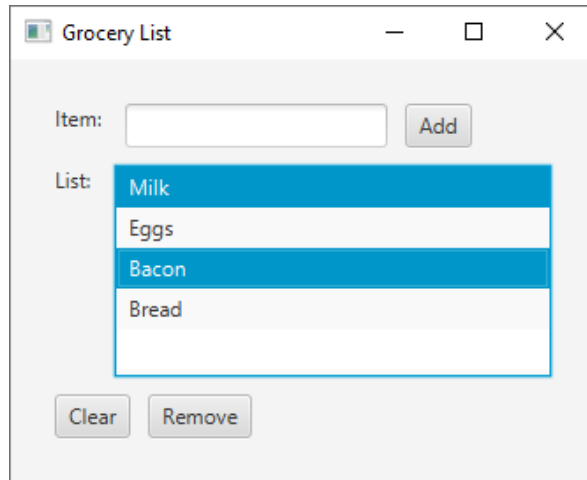 Grocery List
Item: Add
List: Milk
Eggs
Bacon
Bread
Clear Remove